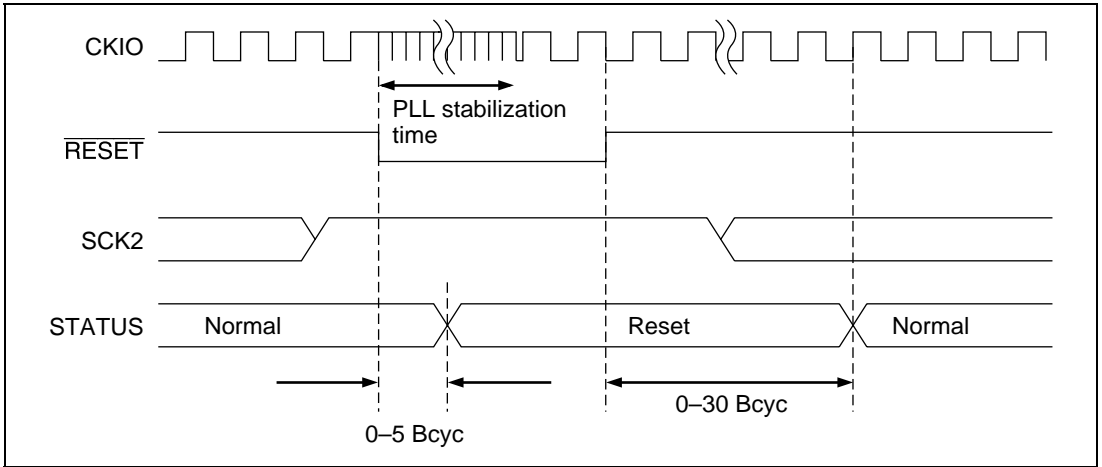 CKIO
PLL stabilization
time
RESET
SCK2
STATUS
Normal
Reset
Normal
0–30 Bcyc
0–5 Bcyc